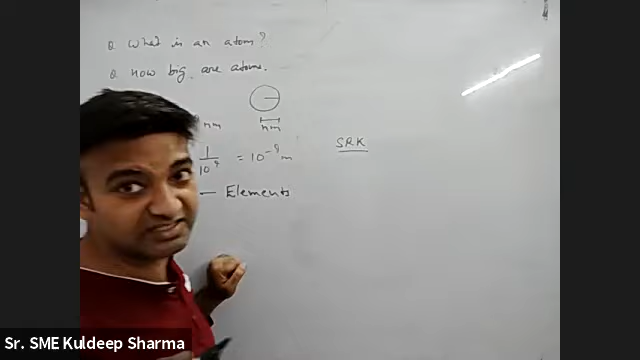 Q What is an atom?
Q How big are atoms.
nm
nm
1/10⁹ = 10⁻⁹ m
SRK
— Elements
Sr. SME Kuldeep Sharma